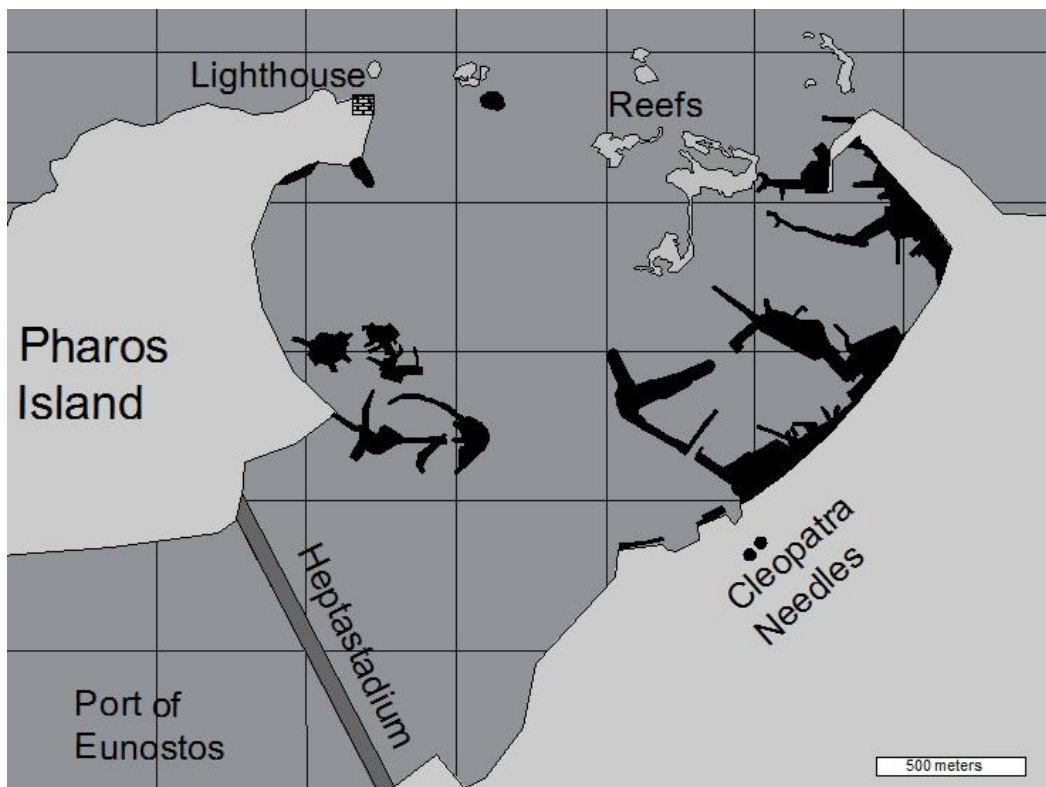 Lighthouse
Reefs
Pharos
Island
Heptastadium
Cleopatra
Needles
Port of
Eunostos
500 meters